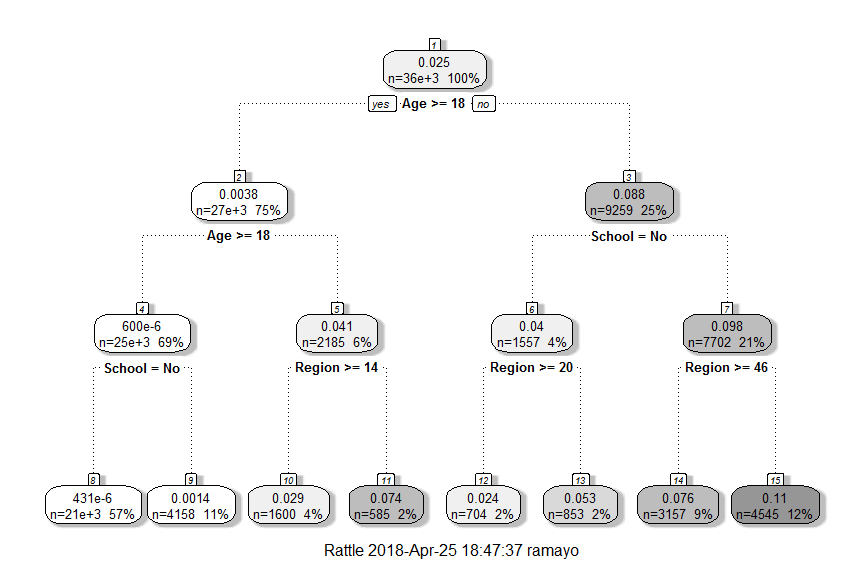 1
0.025
n=36e+3 100%
yes Age >= 18 no
2
0.0038
n=27e+3 75%
3
0.088
n=9259 25%
Age >= 18
School = No
4
600e-6
n=25e+3 69%
5
0.041
n=2185 6%
6
0.04
n=1557 4%
7
0.098
n=7702 21%
School = No
Region >= 14
Region >= 20
Region >= 46
8
431e-6
n=21e+3 57%
9
0.0014
n=4158 11%
10
0.029
n=1600 4%
11
0.074
n=585 2%
12
0.024
n=704 2%
13
0.053
n=853 2%
14
0.076
n=3157 9%
15
0.11
n=4545 12%
Rattle 2018-Apr-25 18:47:37 ramayo